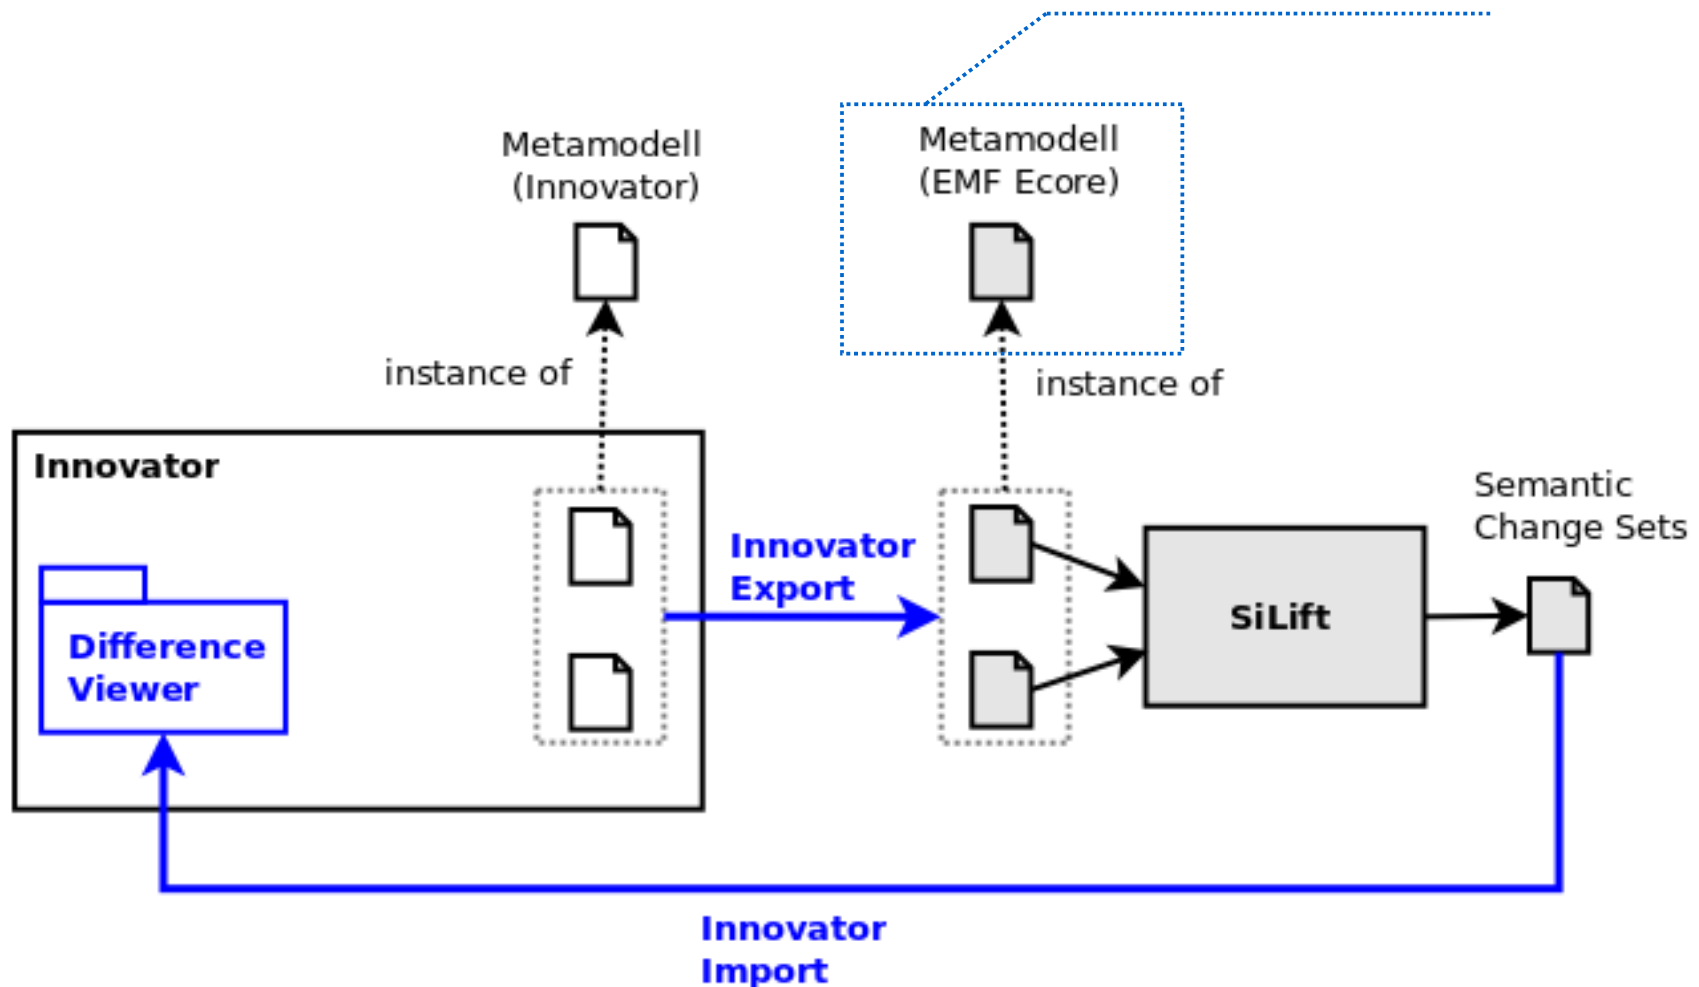 Metamodell
(Innovator)
Metamodell
(EMF Ecore)
instance of
instance of
Innovator
Semantic
Change Sets
Innovator
Export
SiLift
Difference
Viewer
Innovator
Import